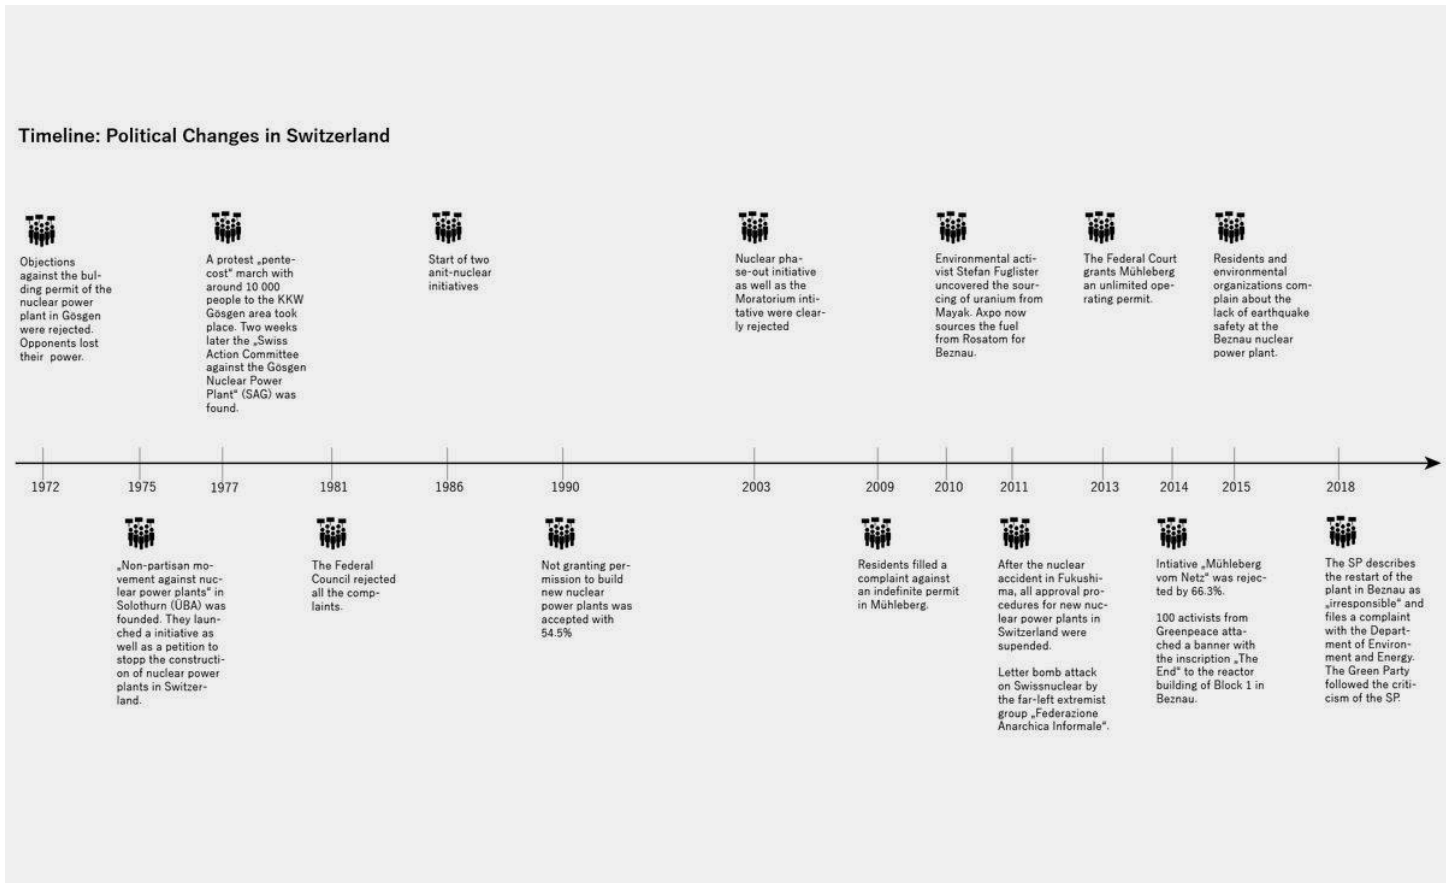 Timeline: Political Changes in Switzerland
Objections
against the bul-
ding permit of the
nuclear power
plant in Gösgen
were rejected.
Opponents lost
their power.
A protest „pente-
cost“ march with
around 10 000
people to the KKW
Gösgen area took
place. Two weeks
later the „Swiss
Action Committee
against the Gösgen
Nuclear Power
Plant“ (SAG) was
found.
Start of two
anit-nuclear
initiatives
Nuclear pha-
se-out initiative
as well as the
Moratorium inti-
tative were clear-
ly rejected
Environmental acti-
vist Stefan Fuglister
uncovered the sour-
cing of uranium from
Mayak. Axpo now
sources the fuel
from Rosatom for
Beznau.
The Federal Court
grants Mühleberg
an unlimited ope-
rating permit.
Residents and
environmental
organizations com-
plain about the
lack of earthquake
safety at the
Beznau nuclear
power plant.
1972
1975
1977
1981
1986
1990
2003
2009
2010
2011
2013
2014
2015
2018
„Non-partisan mo-
vement against nuc-
lear power plants“ in
Solothurn (ÜBA) was
founded. They laun-
ched a initiative as
well as a petition to
stopp the constructi-
on of nuclear power
plants in Switzer-
land.
The Federal
Council rejected
all the comp-
laints.
Not granting per-
mission to build
new nuclear
power plants was
accepted with
54.5%
Residents filled a
complaint against
an indefinite permit
in Mühleberg.
After the nuclear
accident in Fukushi-
ma, all approval pro-
cedures for new nuc-
lear power plants in
Switzerland were
supended.
Letter bomb attack
on Swissnuclear by
the far-left extremist
group „Federazione
Anarchica Informale“.
Intiative „Mühleberg
vom Netz“ was rejec-
ted by 66.3%.
100 activists from
Greenpeace atta-
ched a banner with
the inscription „The
End“ to the reactor
building of Block 1 in
Beznau.
The SP describes
the restart of the
plant in Beznau as
„irresponsible“ and
files a complaint
with the Depart-
ment of Environ-
ment and Energy.
The Green Party
followed the criti-
cism of the SP.